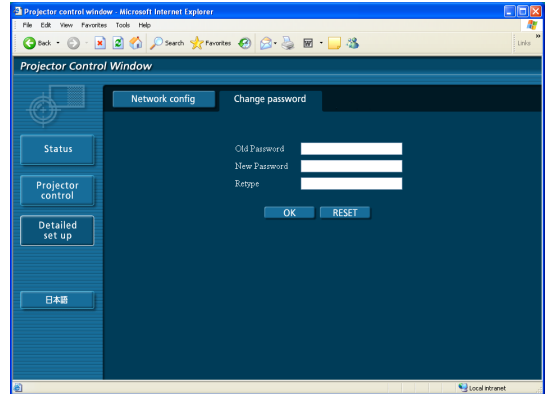 Projector control window - Microsoft Internet Explorer
File Edit View Favorites Tools Help
Back Search Favorites Links
Projector Control Window
Network config Change password
Status
Projector
control
Detailed
set up
日本語
Old Password
New Password
Retype
OK RESET
Local intranet